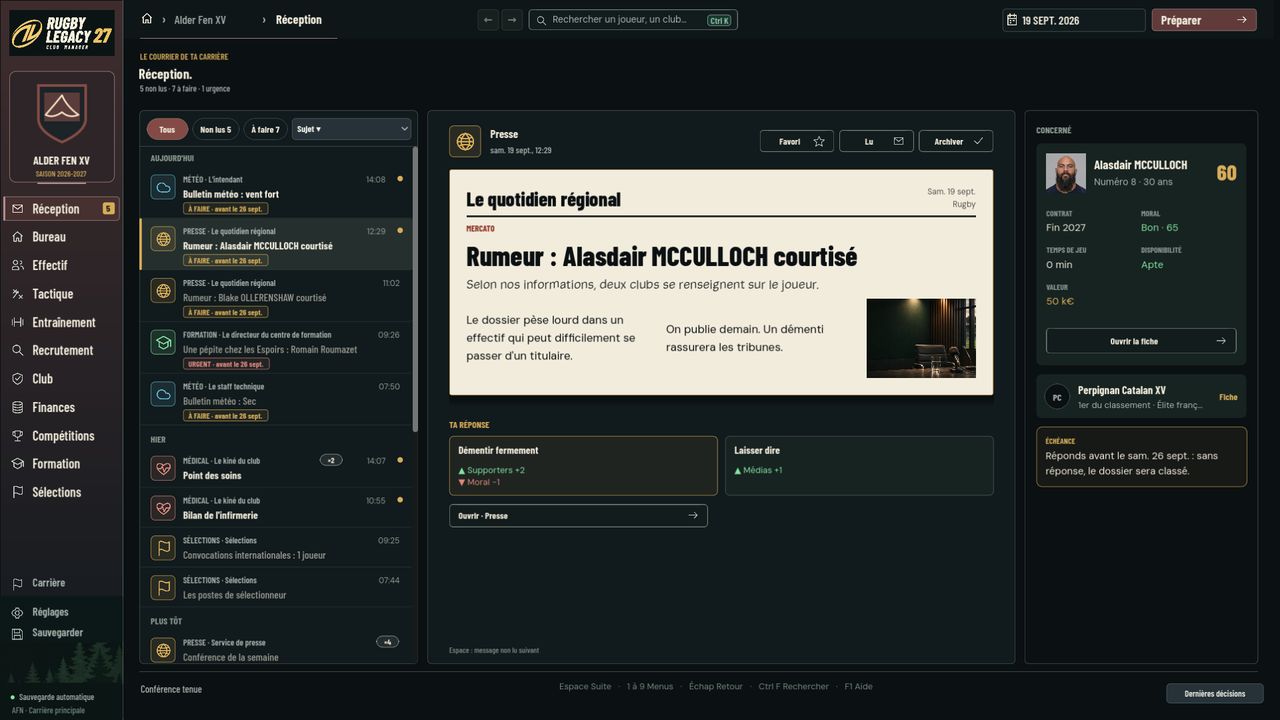 RUGBY
LEGACY 27
CLUB MANAGER
ALDER FEN XV
SAISON 2026-2027
Réception 5
Bureau
Effectif
Tactique
Entraînement
Recrutement
Club
Finances
Compétitions
Formation
Sélections
Carrière
Réglages
Sauvegarder
Sauvegarde automatique
AFN · Carrière principale
Alder Fen XV › Réception
Rechercher un joueur, un club... Ctrl K
19 SEPT. 2026
Préparer
LE COURRIER DE TA CARRIÈRE
Réception.
5 non lus · 7 à faire · 1 urgence
Tous Non lus 5 À faire 7 Sujet ▾
AUJOURD'HUI
MÉTÉO · L'intendant 14:08
Bulletin météo : vent fort
À FAIRE · avant le 26 sept.
PRESSE · Le quotidien régional 12:29
Rumeur : Alasdair MCCULLOCH courtisé
À FAIRE · avant le 26 sept.
PRESSE · Le quotidien régional 11:02
Rumeur : Blake OLLERENSHAW courtisé
À FAIRE · avant le 26 sept.
FORMATION · Le directeur du centre de formation 09:26
Une pépite chez les Espoirs : Romain Roumazet
URGENT · avant le 26 sept.
MÉTÉO · Le staff technique 07:50
Bulletin météo : Sec
À FAIRE · avant le 26 sept.
HIER
MÉDICAL · Le kiné du club +2 14:07
Point des soins
MÉDICAL · Le kiné du club 10:55
Bilan de l'infirmerie
SÉLECTIONS · Sélections 09:25
Convocations internationales : 1 joueur
SÉLECTIONS · Sélections 07:44
Les postes de sélectionneur
PLUS TÔT
PRESSE · Service de presse +4
Conférence de la semaine
Presse
sam. 19 sept., 12:29
Favori Lu Archiver
Le quotidien régional
Sam. 19 sept.
Rugby
MERCATO
Rumeur : Alasdair MCCULLOCH courtisé
Selon nos informations, deux clubs se renseignent sur le joueur.
Le dossier pèse lourd dans un
effectif qui peut difficilement se
passer d'un titulaire.
On publie demain. Un démenti
rassurera les tribunes.
TA RÉPONSE
Démentir fermement
▲ Supporters +2
▼ Moral −1
Laisser dire
▲ Médias +1
Ouvrir · Presse
Espace : message non lu suivant
CONCERNÉ
Alasdair MCCULLOCH
Numéro 8 · 30 ans
60
CONTRAT MORAL
Fin 2027 Bon · 65
TEMPS DE JEU DISPONIBILITÉ
0 min Apte
VALEUR
50 k€
Ouvrir la fiche
PC
Perpignan Catalan XV
1er du classement · Élite franç...
Fiche
ÉCHÉANCE
Réponds avant le sam. 26 sept. : sans
réponse, le dossier sera classé.
Conférence tenue
Espace Suite · 1 à 9 Menus · Échap Retour · Ctrl F Rechercher · F1 Aide
Dernières décisions